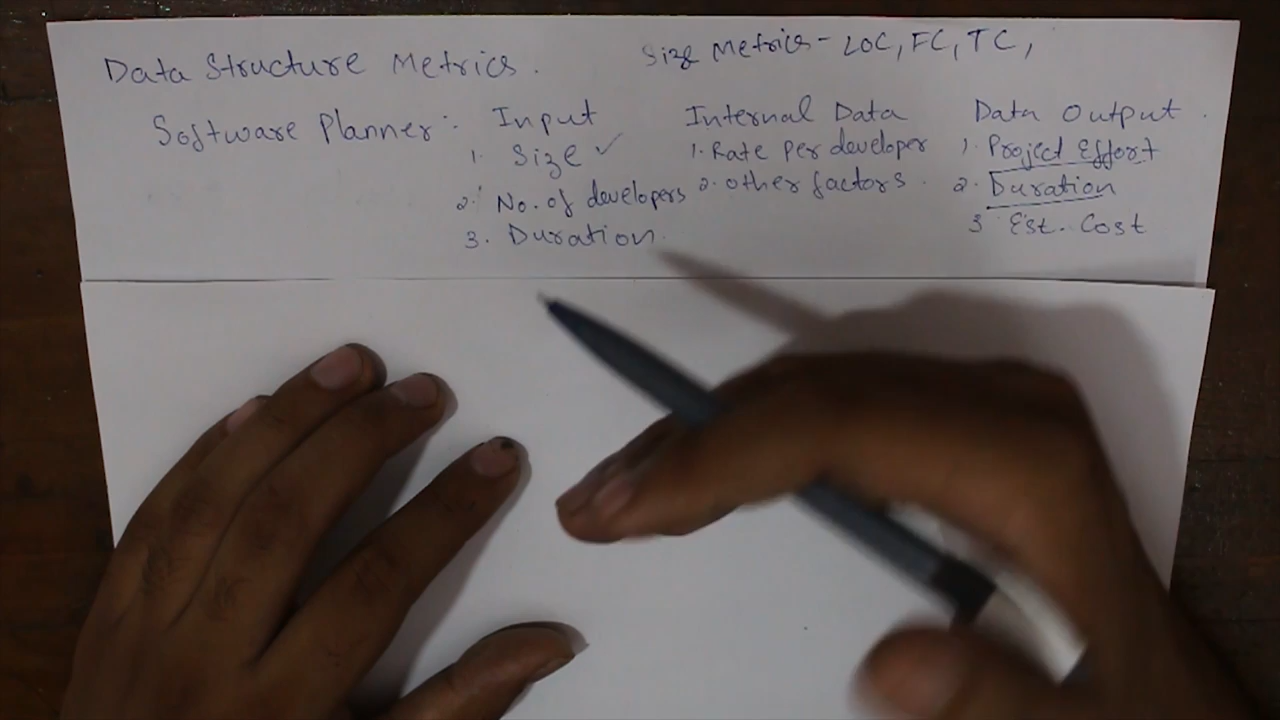 Data Structure Metrics.
Size Metrics - LOC, FC, TC,
Software Planner:-
Input
1. Size ✓
2. No. of developers
3. Duration.
Internal Data
1. Rate Per developer
2. other factors.
Data Output.
1. Project Effort
2. Duration
3 Est. Cost